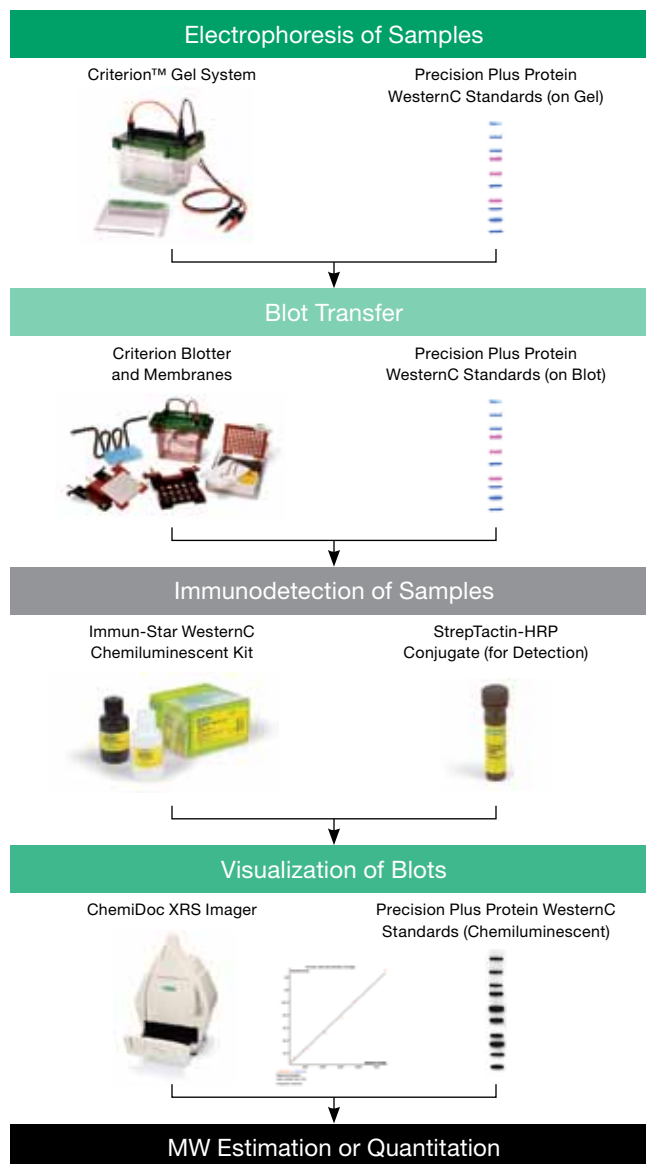 Electrophoresis of Samples
Criterion™ Gel System
Precision Plus Protein
WesternC Standards (on Gel)
Blot Transfer
Criterion Blotter
and Membranes
Precision Plus Protein
WesternC Standards (on Blot)
Immunodetection of Samples
Immun-Star WesternC
Chemiluminescent Kit
StrepTactin-HRP
Conjugate (for Detection)
Visualization of Blots
ChemiDoc XRS Imager
Precision Plus Protein WesternC
Standards (Chemiluminescent)
MW Estimation or Quantitation